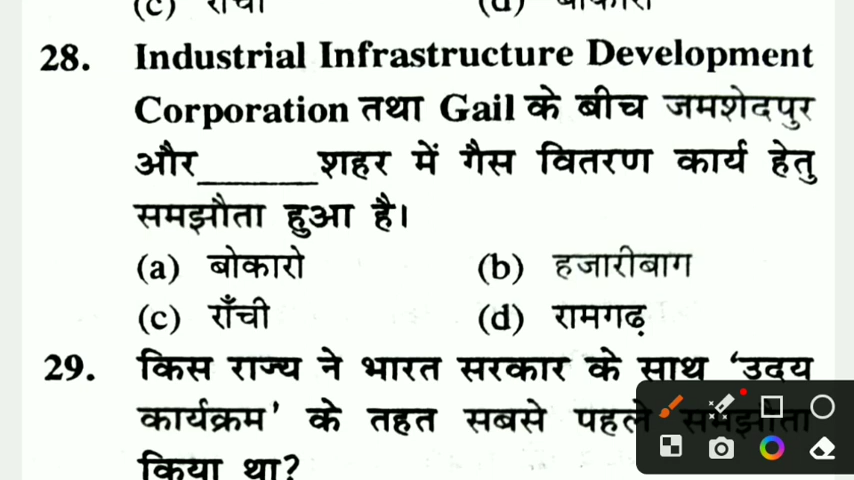 (c) राँची (d) बोकारो
28. Industrial Infrastructure Development
Corporation तथा Gail के बीच जमशेदपुर
और______शहर में गैस वितरण कार्य हेतु
समझौता हुआ है।
(a) बोकारो (b) हजारीबाग
(c) राँची (d) रामगढ़
29. किस राज्य ने भारत सरकार के साथ ‘उदय
कार्यक्रम’ के तहत सबसे पहले समझौता
किया था?